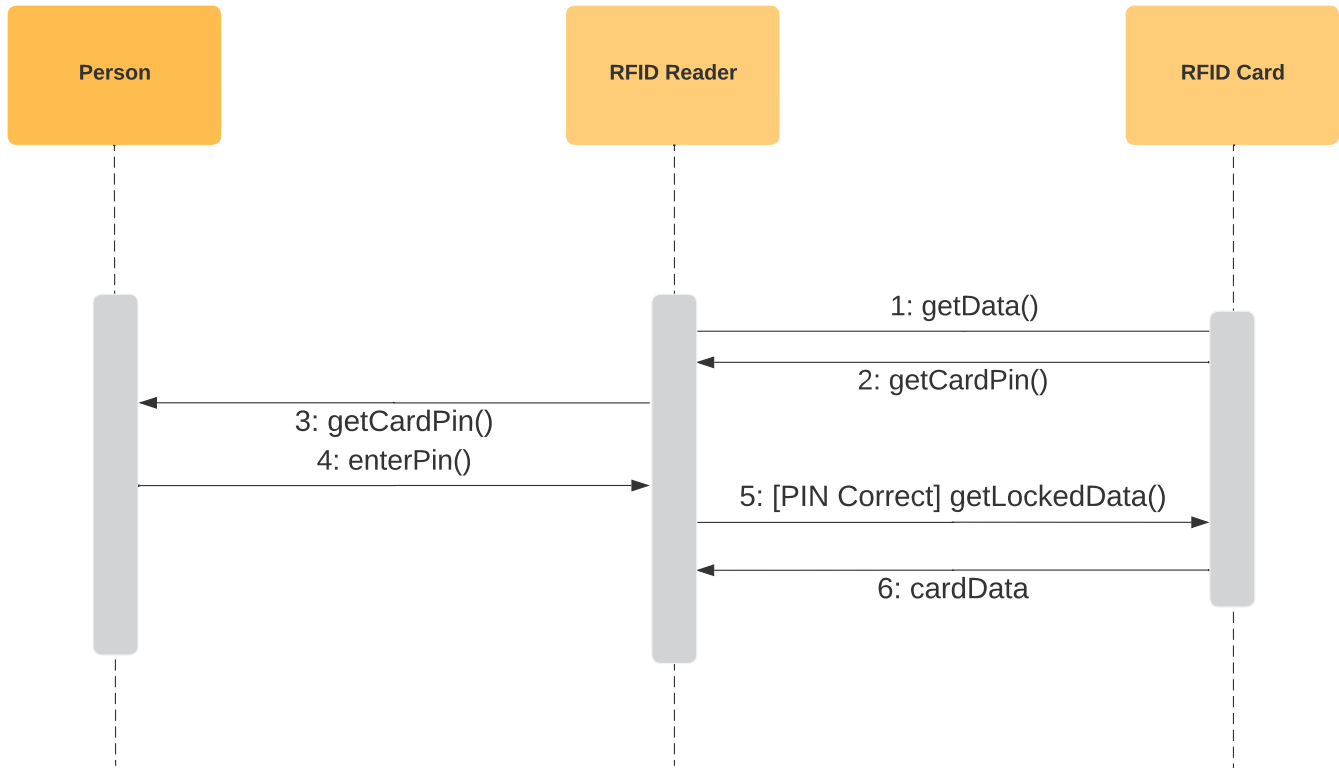 Person
RFID Reader
RFID Card
1: getData()
2: getCardPin()
3: getCardPin()
4: enterPin()
5: [PIN Correct] getLockedData()
6: cardData